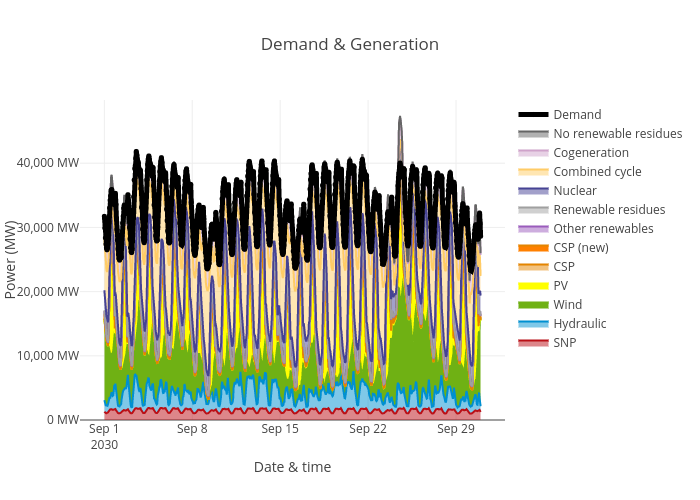 Demand & Generation
Demand
No renewable residues
Cogeneration
Combined cycle
Nuclear
Renewable residues
Other renewables
CSP (new)
CSP
PV
Wind
Hydraulic
SNP
Power (MW)
40,000 MW
30,000 MW
20,000 MW
10,000 MW
0 MW
Sep 1
2030
Sep 8
Sep 15
Sep 22
Sep 29
Date & time